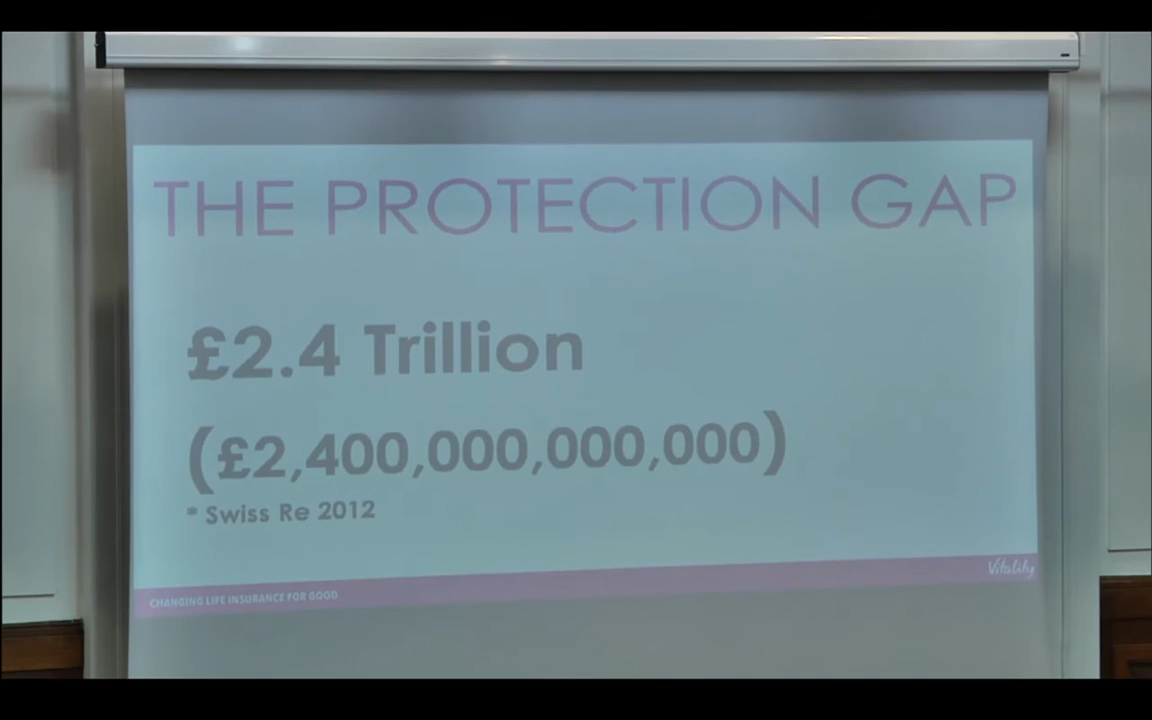 THE PROTECTION GAP
£2.4 Trillion
(£2,400,000,000,000)
* Swiss Re 2012
Vitality
CHANGING LIFE INSURANCE FOR GOOD